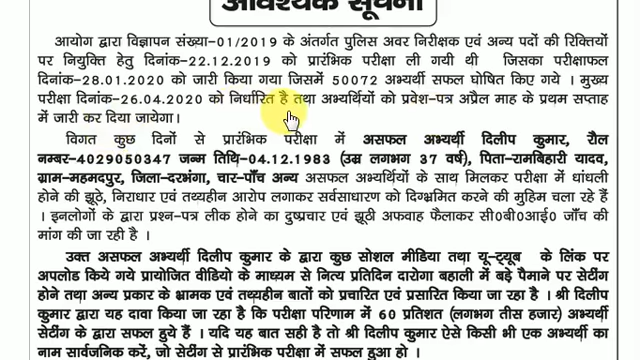 आवश्यक सूचना
आयोग द्वारा विज्ञापन संख्या-01/2019 के अंतर्गत पुलिस अवर निरीक्षक एवं अन्य पदों की रिक्तियों
पर नियुक्ति हेतु दिनांक-22.12.2019 को प्रारंभिक परीक्षा ली गयी थी जिसका परीक्षाफल
दिनांक-28.01.2020 को जारी किया गया जिसमें 50072 अभ्यर्थी सफल घोषित किए गये । मुख्य
परीक्षा दिनांक-26.04.2020 को निर्धारित है तथा अभ्यर्थियों को प्रवेश-पत्र अप्रैल माह के प्रथम सप्ताह
में जारी कर दिया जायेगा।
विगत कुछ दिनों से प्रारंभिक परीक्षा में असफल अभ्यर्थी दिलीप कुमार, रौल
नम्बर-4029050347 जन्म तिथि-04.12.1983 (उम्र लगभग 37 वर्ष), पिता-रामबिहारी यादव,
ग्राम-महमदपुर, जिला-दरभंगा, चार-पाँच अन्य असफल अभ्यर्थियों के साथ मिलकर परीक्षा में धांधली
होने की झूठे, निराधार एवं तथ्यहीन आरोप लगाकर सर्वसाधारण को दिग्भ्रमित करने की मुहिम चला रहे हैं
। इनलोगों के द्वारा प्रश्न-पत्र लीक होने का दुष्प्रचार एवं झूठी अफवाह फैलाकर सी0बी0आई0 जाँच की
मांग की जा रही है ।
उक्त असफल अभ्यर्थी दिलीप कुमार के द्वारा कुछ सोशल मीडिया तथा यू-ट्यूब के लिंक पर
अपलोड किये गये प्रायोजित वीडियो के माध्यम से नित्य प्रतिदिन दारोगा बहाली में बड़े पैमाने पर सेटींग
होने तथा अन्य प्रकार के भ्रामक एवं तथ्यहीन बातों को प्रचारित एवं प्रसारित किया जा रहा है । श्री दिलीप
कुमार द्वारा यह दावा किया जा रहा है कि परीक्षा परिणाम में 60 प्रतिशत (लगभग तीस हजार) अभ्यर्थी
सेटींग के द्वारा सफल हुये हैं । यदि यह बात सही है तो श्री दिलीप कुमार ऐसे किसी भी एक अभ्यर्थी का
नाम सार्वजनिक करें, जो सेटींग से प्रारंभिक परीक्षा में सफल हुआ हो ।